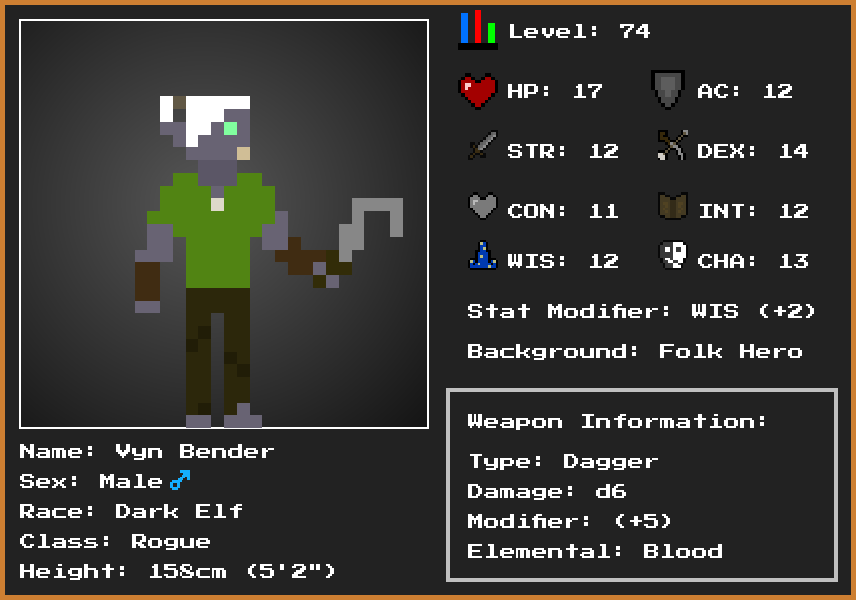 Level: 74
HP: 17
AC: 12
STR: 12
DEX: 14
CON: 11
INT: 12
WIS: 12
CHA: 13
Stat Modifier: WIS (+2)
Background: Folk Hero
Name: Vyn Bender
Sex: Male ♂
Race: Dark Elf
Class: Rogue
Height: 158cm (5'2")
Weapon Information:
Type: Dagger
Damage: d6
Modifier: (+5)
Elemental: Blood